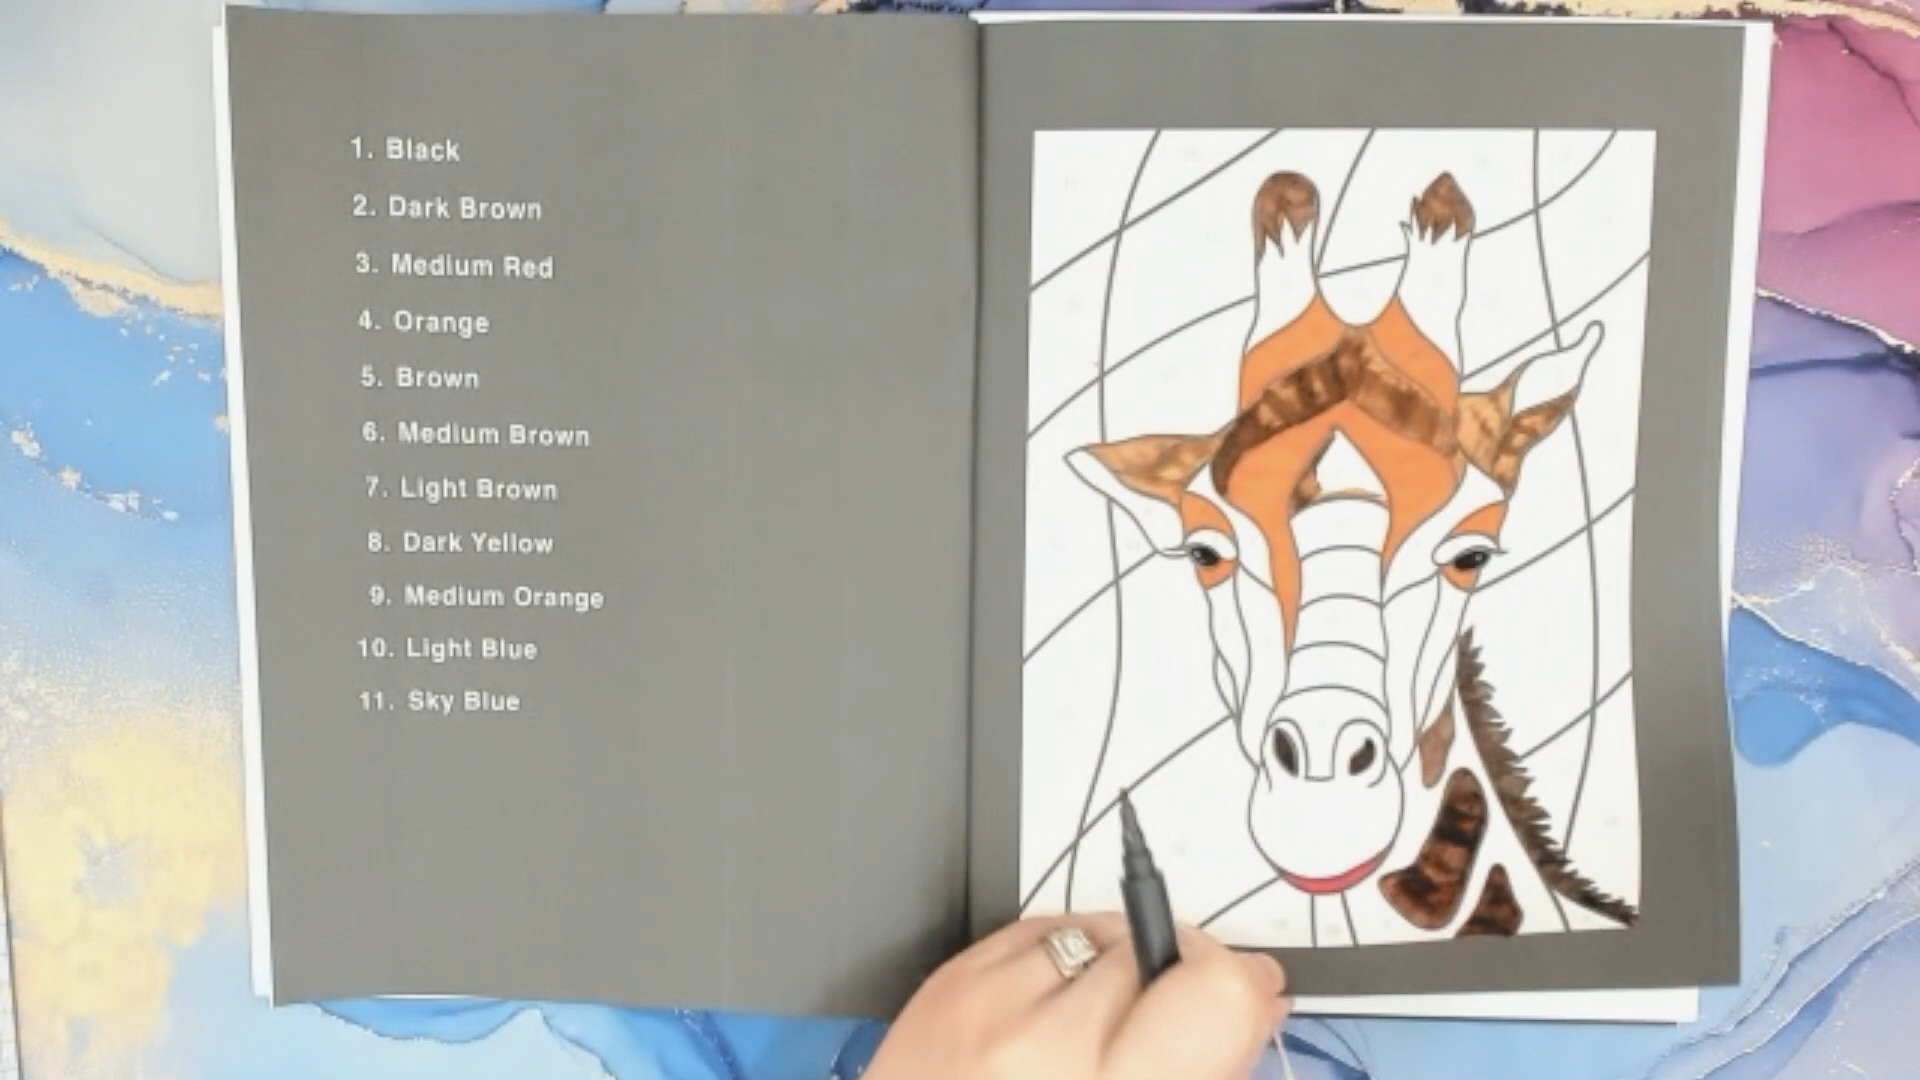 1. Black
2. Dark Brown
3. Medium Red
4. Orange
5. Brown
6. Medium Brown
7. Light Brown
8. Dark Yellow
9. Medium Orange
10. Light Blue
11. Sky Blue